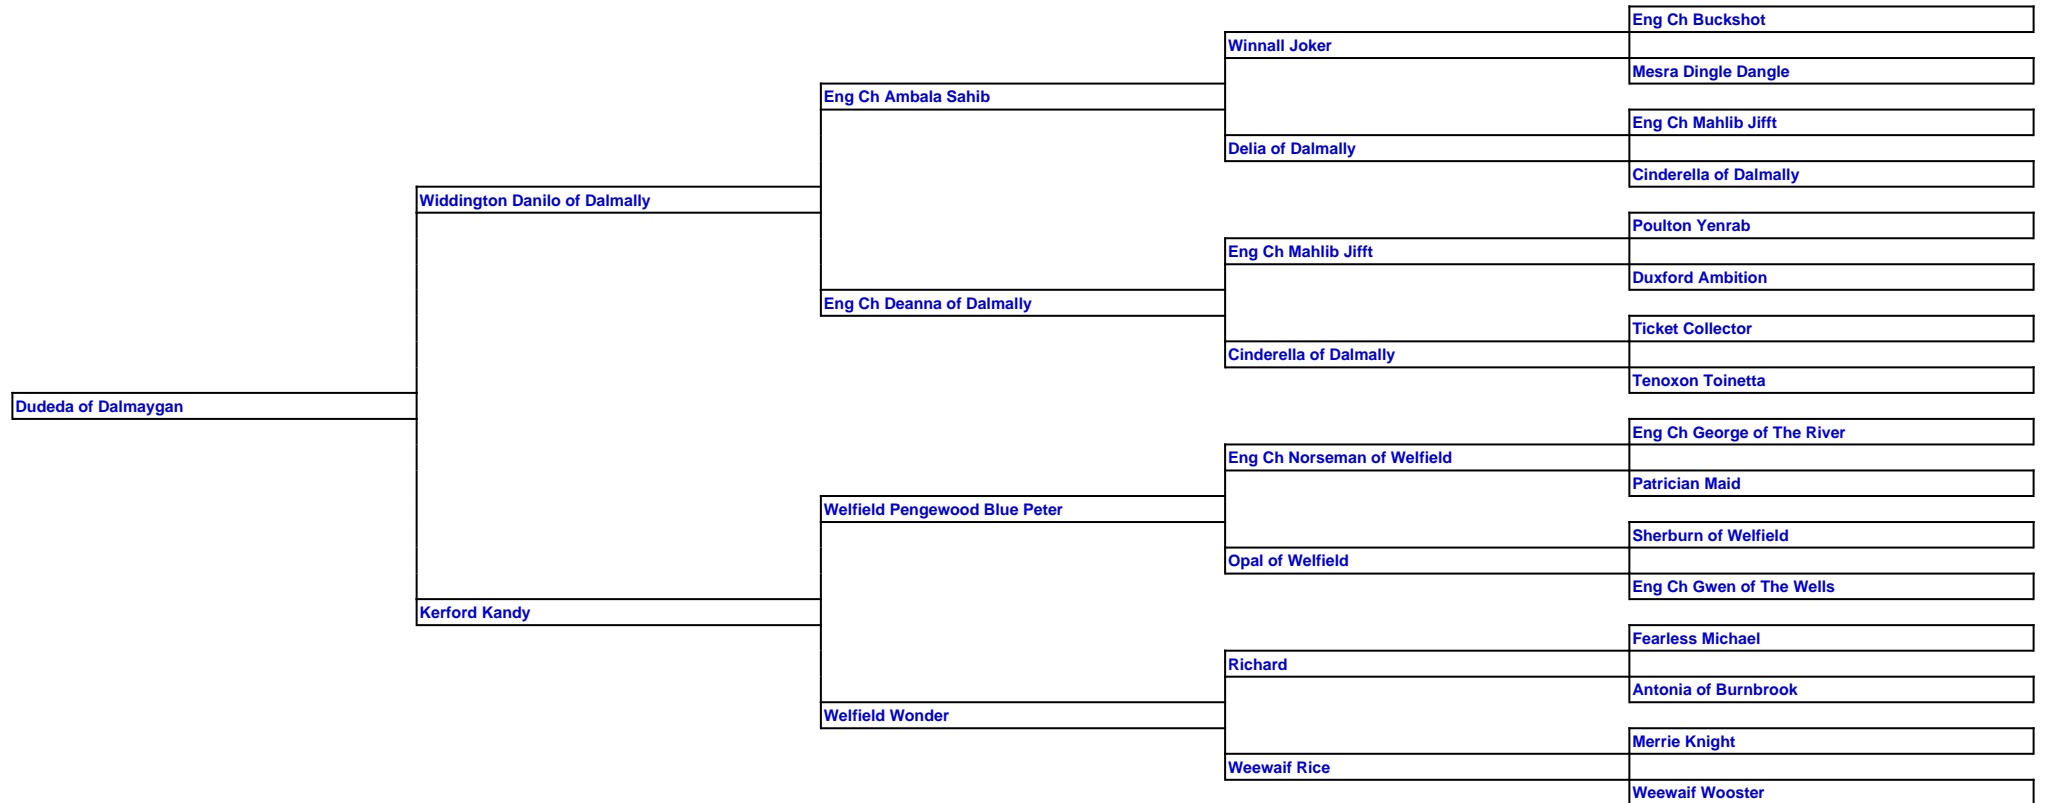 Eng Ch Buckshot
Winnall Joker
Mesra Dingle Dangle
Eng Ch Ambala Sahib
Eng Ch Mahlib Jifft
Delia of Dalmally
Cinderella of Dalmally
Widdington Danilo of Dalmally
Poulton Yenrab
Eng Ch Mahlib Jifft
Duxford Ambition
Eng Ch Deanna of Dalmally
Ticket Collector
Cinderella of Dalmally
Tenoxon Toinetta
Dudeda of Dalmaygan
Eng Ch George of The River
Eng Ch Norseman of Welfield
Patrician Maid
Welfield Pengewood Blue Peter
Sherburn of Welfield
Opal of Welfield
Eng Ch Gwen of The Wells
Kerford Kandy
Fearless Michael
Richard
Antonia of Burnbrook
Welfield Wonder
Merrie Knight
Weewaif Rice
Weewaif Wooster